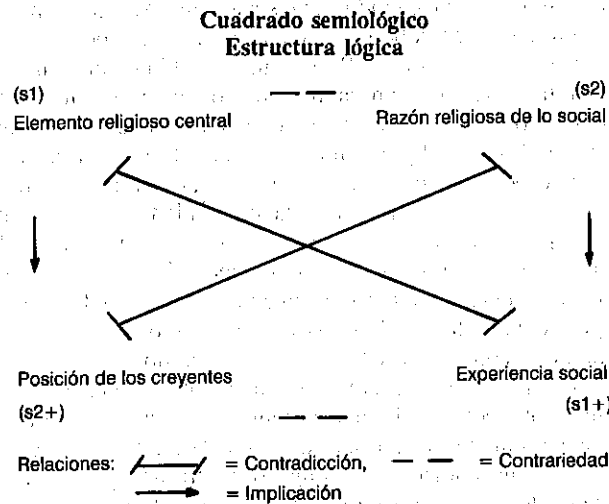 Cuadrado semiológico
Estructura lógica
(s1) (s2)
Elemento religioso central Razón religiosa de lo social
Posición de los creyentes Experiencia social
(s2+) (s1+)
Relaciones: = Contradicción, = Contrariedad
= Implicación